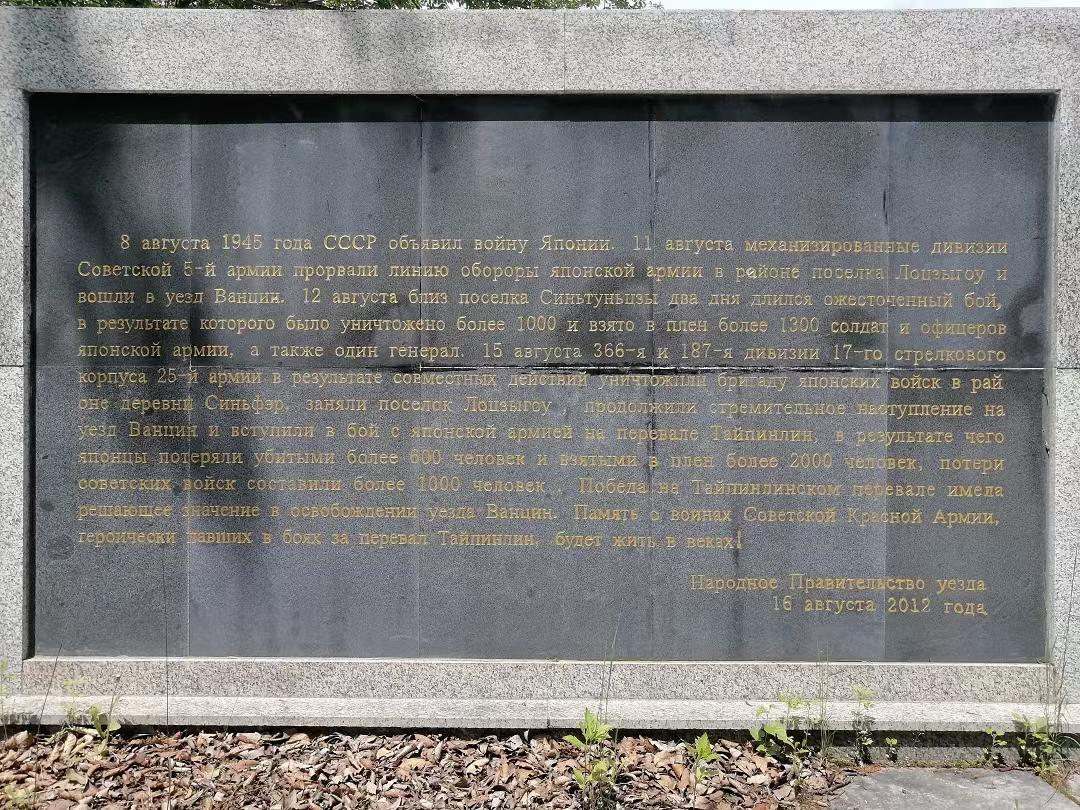 8 августа 1945 года СССР объявил войну Японии. 11 августа механизированные дивизии
Советской 5-й армии прорвали линию обороры японской армии в районе поселка Лоцзыгоу и
вошли в уезд Ванцин. 12 августа близ поселка Синьтуньцзы два дня длился ожесточенный бой,
в результате которого было уничтожено более 1000 и взято в плен более 1300 солдат и офицеров
японской армии, а также один генерал. 15 августа 366-я и 187-я дивизии 17-го стрелкового
корпуса 25-й армии в результате совместных действий уничтожили бригаду японских войск в рай
оне деревни Синьфэр, заняли поселок Лоцзыгоу продолжили стремительное наступление на
уезд Ванцин и вступили в бой с японской армией на перевале Тайпинлин, в результате чего
японцы потеряли убитыми более 600 человек и взятыми в плен более 2000 человек, потери
советских войск составили более 1000 человек Победа на Тайпинлинском перевале имела
решающее значение в освобождении уезда Ванцин. Память о воинах Советской Красной Армии,
героически павших в боях за перевал Тайпинлин, будет жить в веках!
Народное Правительство уезда
16 августа 2012 года